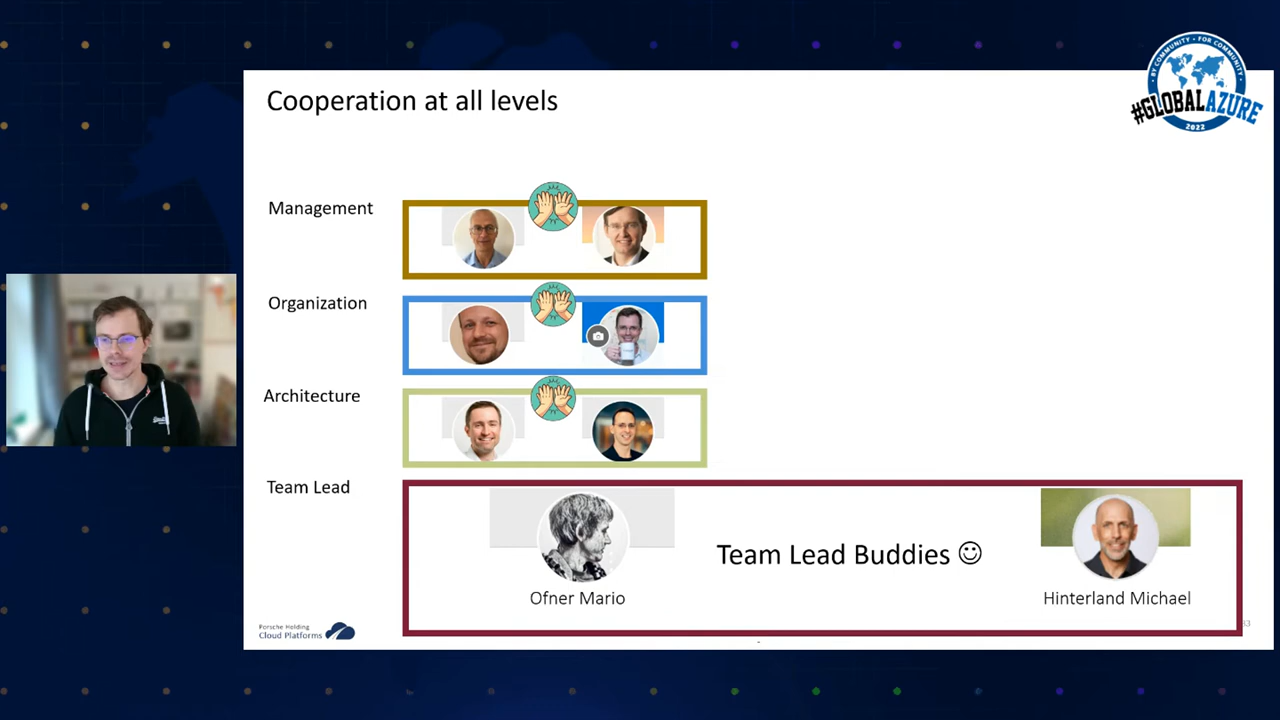 BY COMMUNITY · FOR COMMUNITY
#GLOBALAZURE
2022
Cooperation at all levels
Management
Organization
Architecture
Team Lead
Team Lead Buddies ☺
Ofner Mario
Hinterland Michael
Porsche Holding
Cloud Platforms